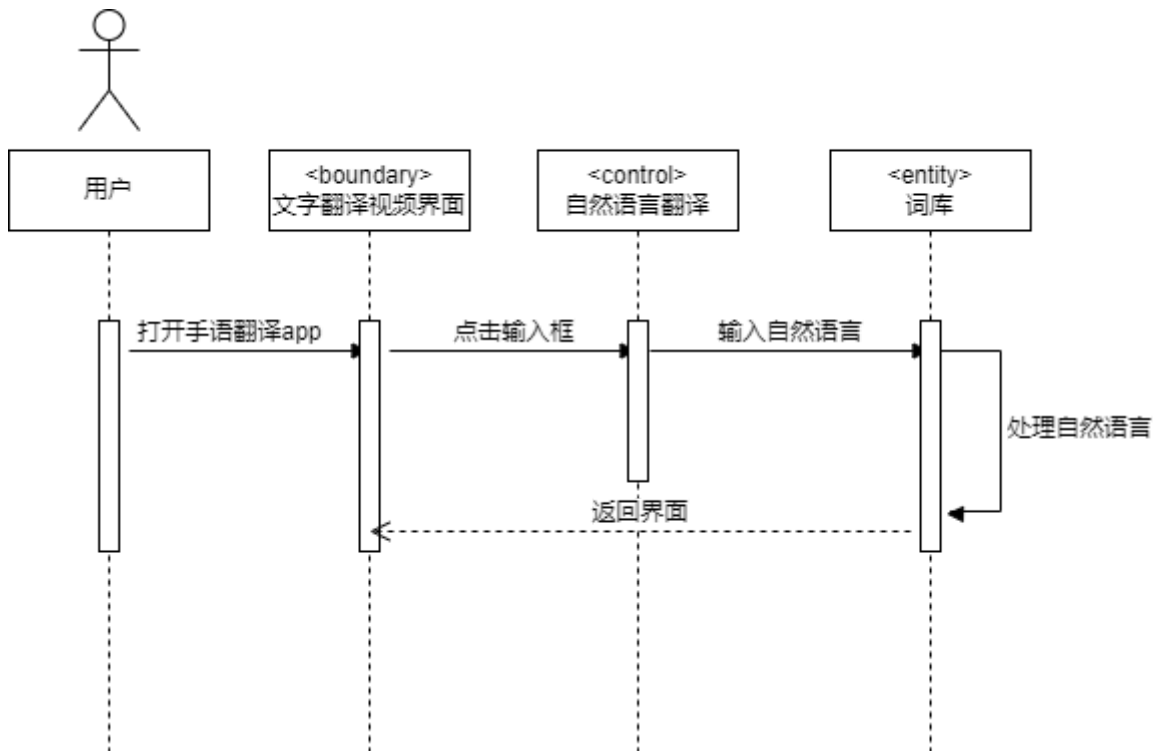 用户
<boundary>
文字翻译视频界面
<control>
自然语言翻译
<entity>
词库
打开手语翻译app
点击输入框
输入自然语言
处理自然语言
返回界面